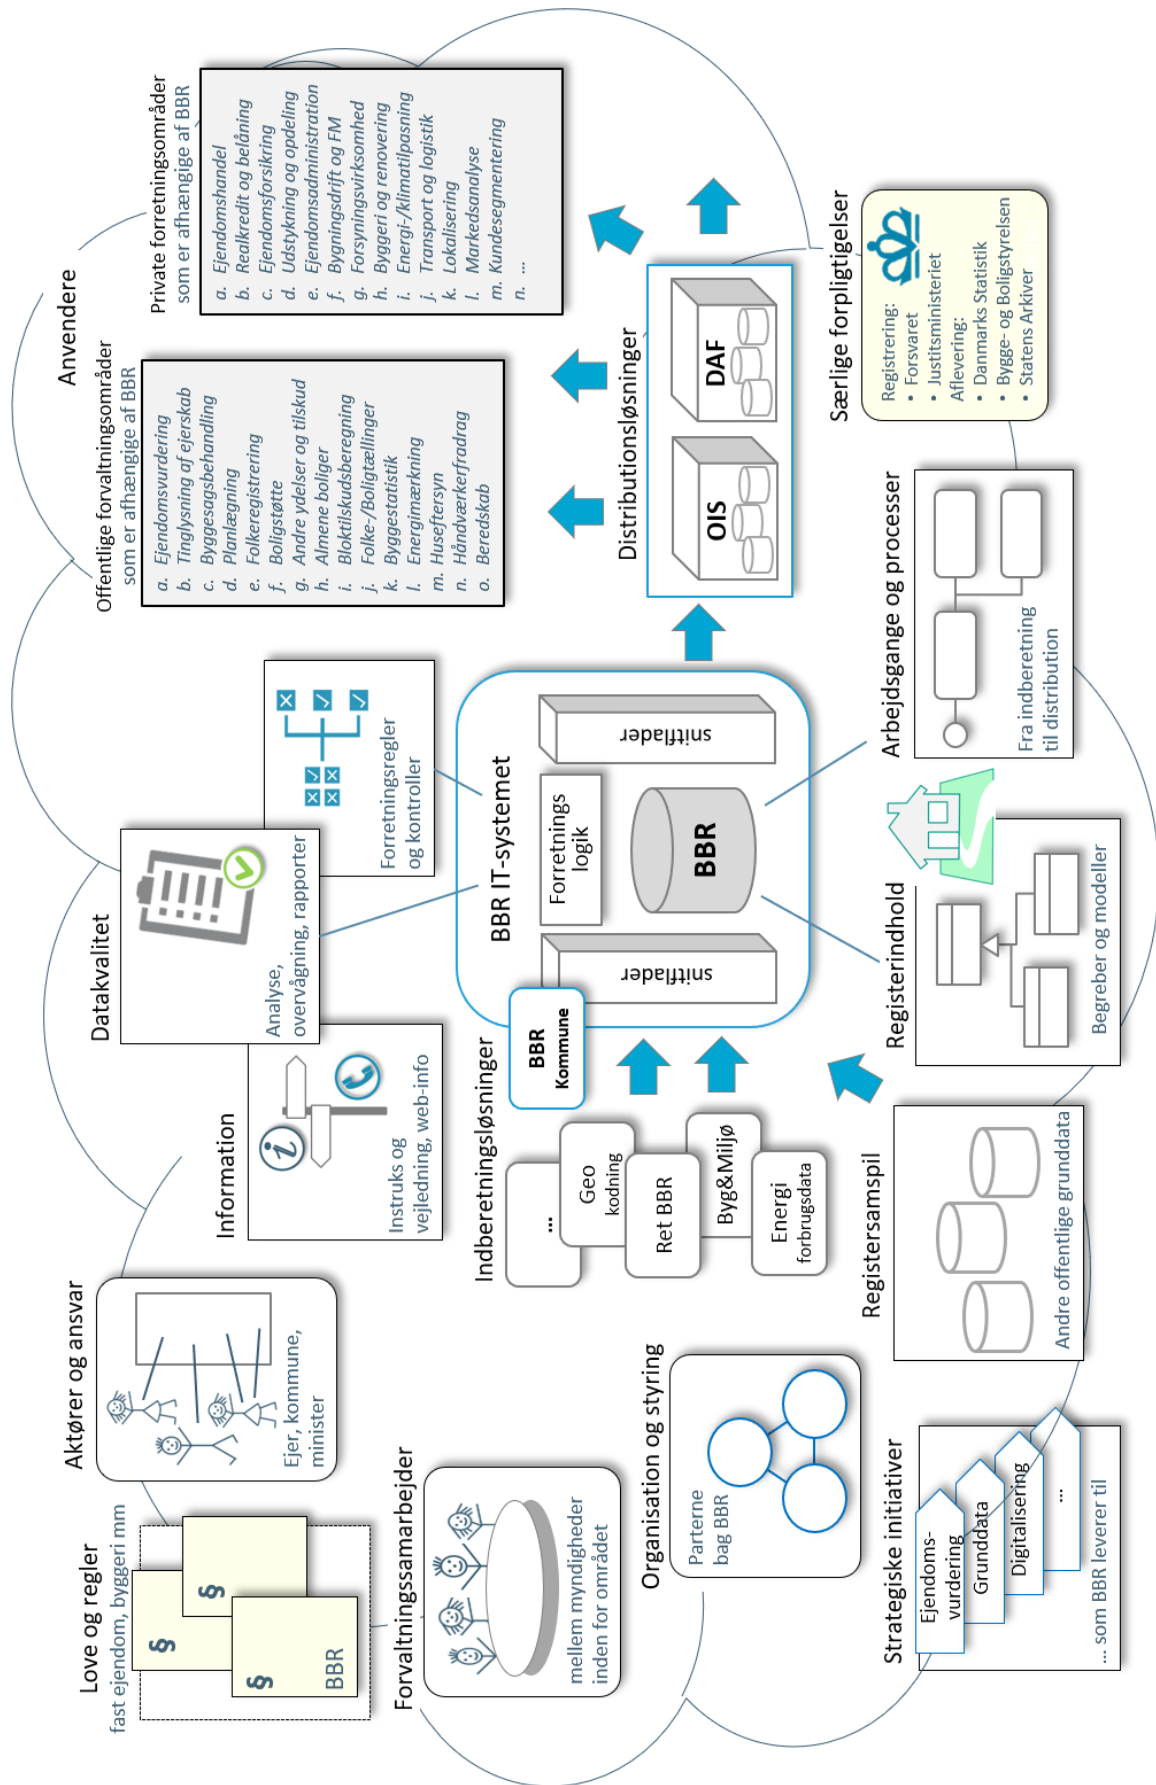 Love og regler
fast ejendom, byggeri mm
§
§
§
BBR
Aktører og ansvar
Ejer, kommune,
minister
Forvaltningssamarbejder
mellem myndigheder
inden for området
Organisation og styring
Parterne
bag BBR
Strategiske initiativer
Ejendoms-
vurdering
Grunddata
Digitalisering
...
... som BBR leverer til
Information
i
Instruks og
vejledning, web-info
Datakvalitet
Analyse,
overvågning, rapporter
Forretningsregler
og kontroller
Indberetningsløsninger
...
Geo
kodning
Ret BBR
Byg&Miljø
Energi
forbrugsdata
BBR
Kommune
BBR IT-systemet
snitflader
Forretnings
logik
BBR
snitflader
Registersamspil
Andre offentlige grunddata
Registerindhold
Begreber og modeller
Arbejdsgange og processer
Fra indberetning
til distribution
Anvendere
Offentlige forvaltningsområder
som er afhængige af BBR
a. Ejendomsvurdering
b. Tinglysning af ejerskab
c. Byggesagsbehandling
d. Planlægning
e. Folkeregistrering
f. Boligstøtte
g. Andre ydelser og tilskud
h. Almene boliger
i. Bloktilskudsberegning
j. Folke-/Boligtællinger
k. Byggestatistik
l. Energimærkning
m. Huseftersyn
n. Håndværkerfradrag
o. Beredskab
Private forretningsområder
som er afhængige af BBR
a. Ejendomshandel
b. Realkredit og belåning
c. Ejendomsforsikring
d. Udstykning og opdeling
e. Ejendomsadministration
f. Bygningsdrift og FM
g. Forsyningsvirksomhed
h. Byggeri og renovering
i. Energi-/klimatilpasning
j. Transport og logistik
k. Lokalisering
l. Markedsanalyse
m. Kundesegmentering
n. ...
Distributionsløsninger
OIS
DAF
Særlige forpligtigelser
Registrering:
• Forsvaret
• Justitsministeriet
Aflevering:
• Danmarks Statistik
• Bygge- og Boligstyrelsen
• Statens Arkiver